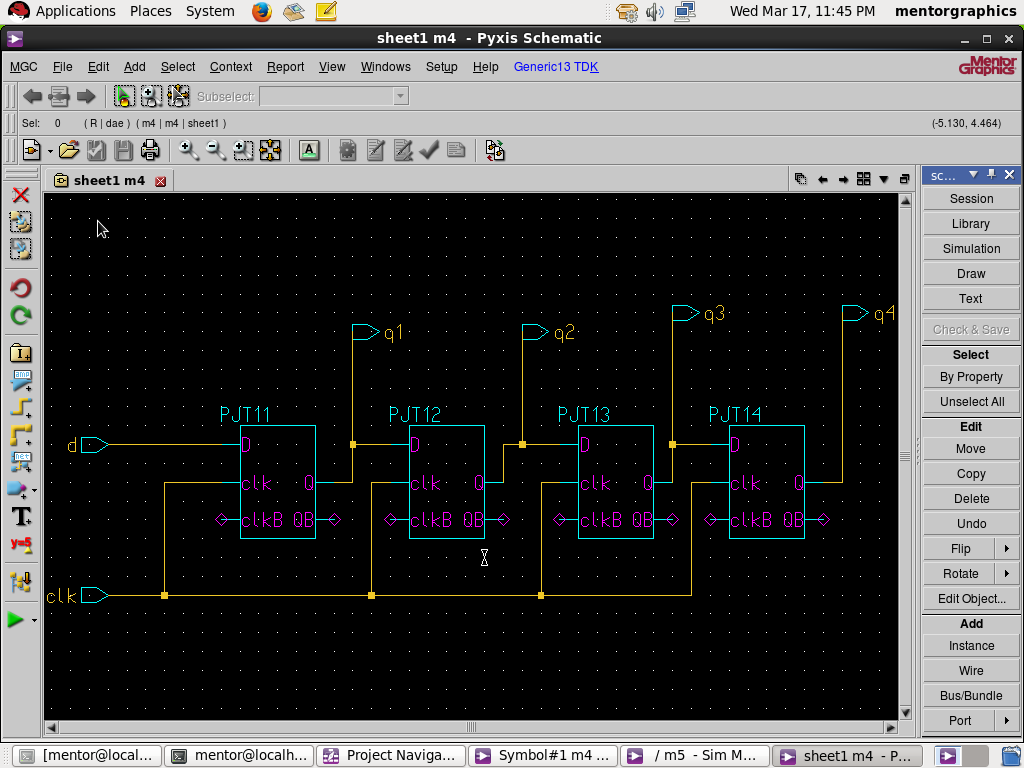 Applications Places System Wed Mar 17, 11:45 PM mentorgraphics
sheet1 m4 - Pyxis Schematic
MGC File Edit Add Select Context Report View Windows Setup Help Generic13 TDK Mentor Graphics
Subselect:
Sel: 0 ( R | dae ) ( m4 | m4 | sheet1 ) (-5.130, 4.464)
A
sheet1 m4
sc...
Session
Library
Simulation
Draw
Text
Check & Save
Select
By Property
Unselect All
Edit
Move
Copy
Delete
Undo
Flip
Rotate
Edit Object...
Add
Instance
Wire
Bus/Bundle
Port
I
amp
net
T
y=5
q1 q2 q3 q4
PJT11 PJT12 PJT13 PJT14
d D D D D
clk Q clk Q clk Q clk Q
clkB QB clkB QB clkB QB clkB QB
clk
[mentor@local... mentor@localh... Project Naviga... Symbol#1 m4 ... / m5 - Sim M... sheet1 m4 - P...